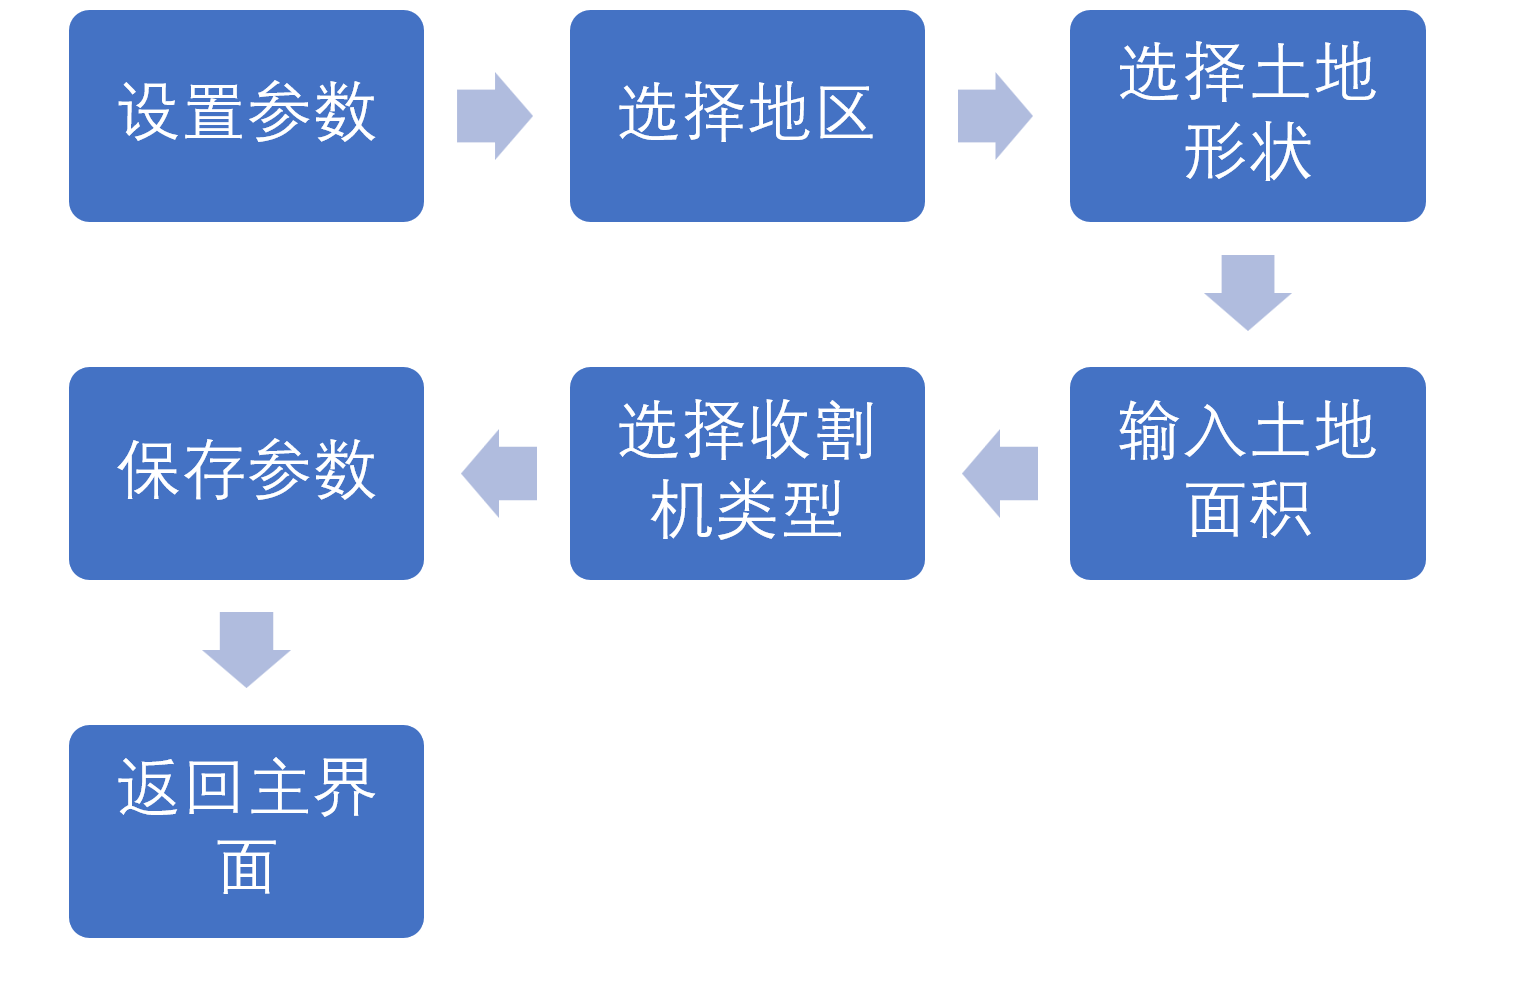 设置参数
选择地区
选择土地
形状
输入土地
面积
选择收割
机类型
保存参数
返回主界
面